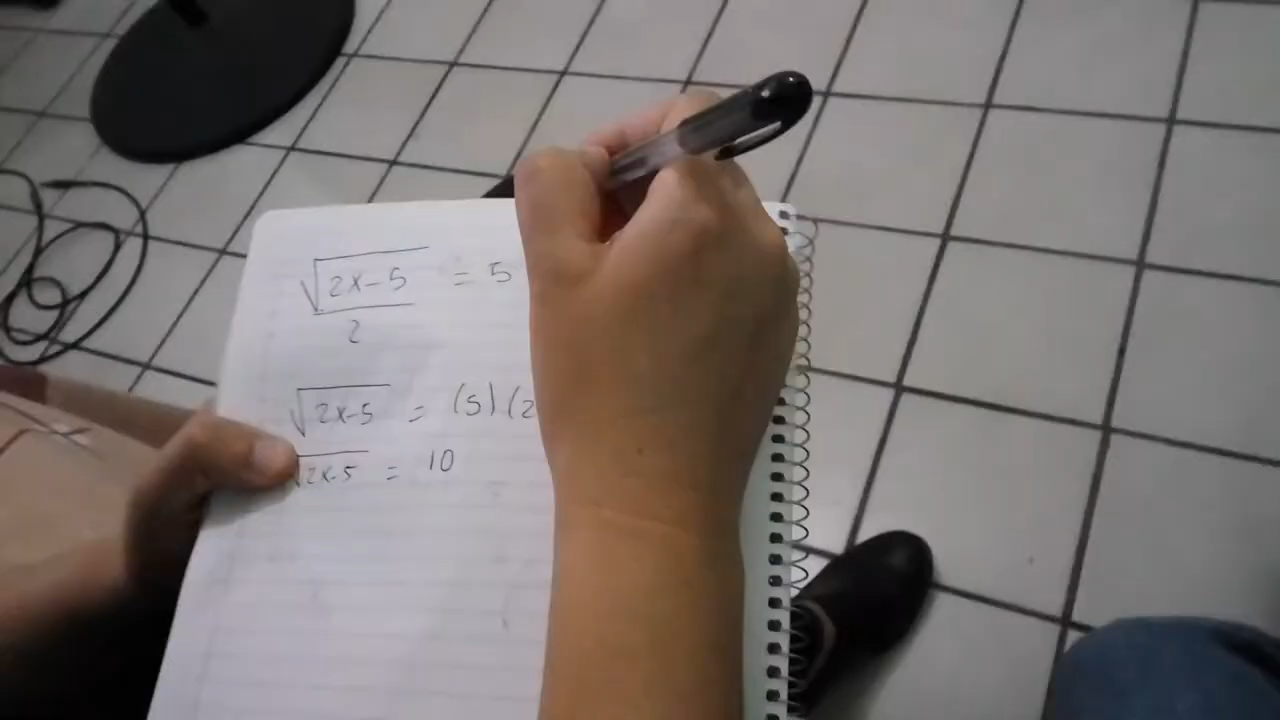 √2x-5 = 5
2
√2x-5 = (5)(2
√2x-5 = 10